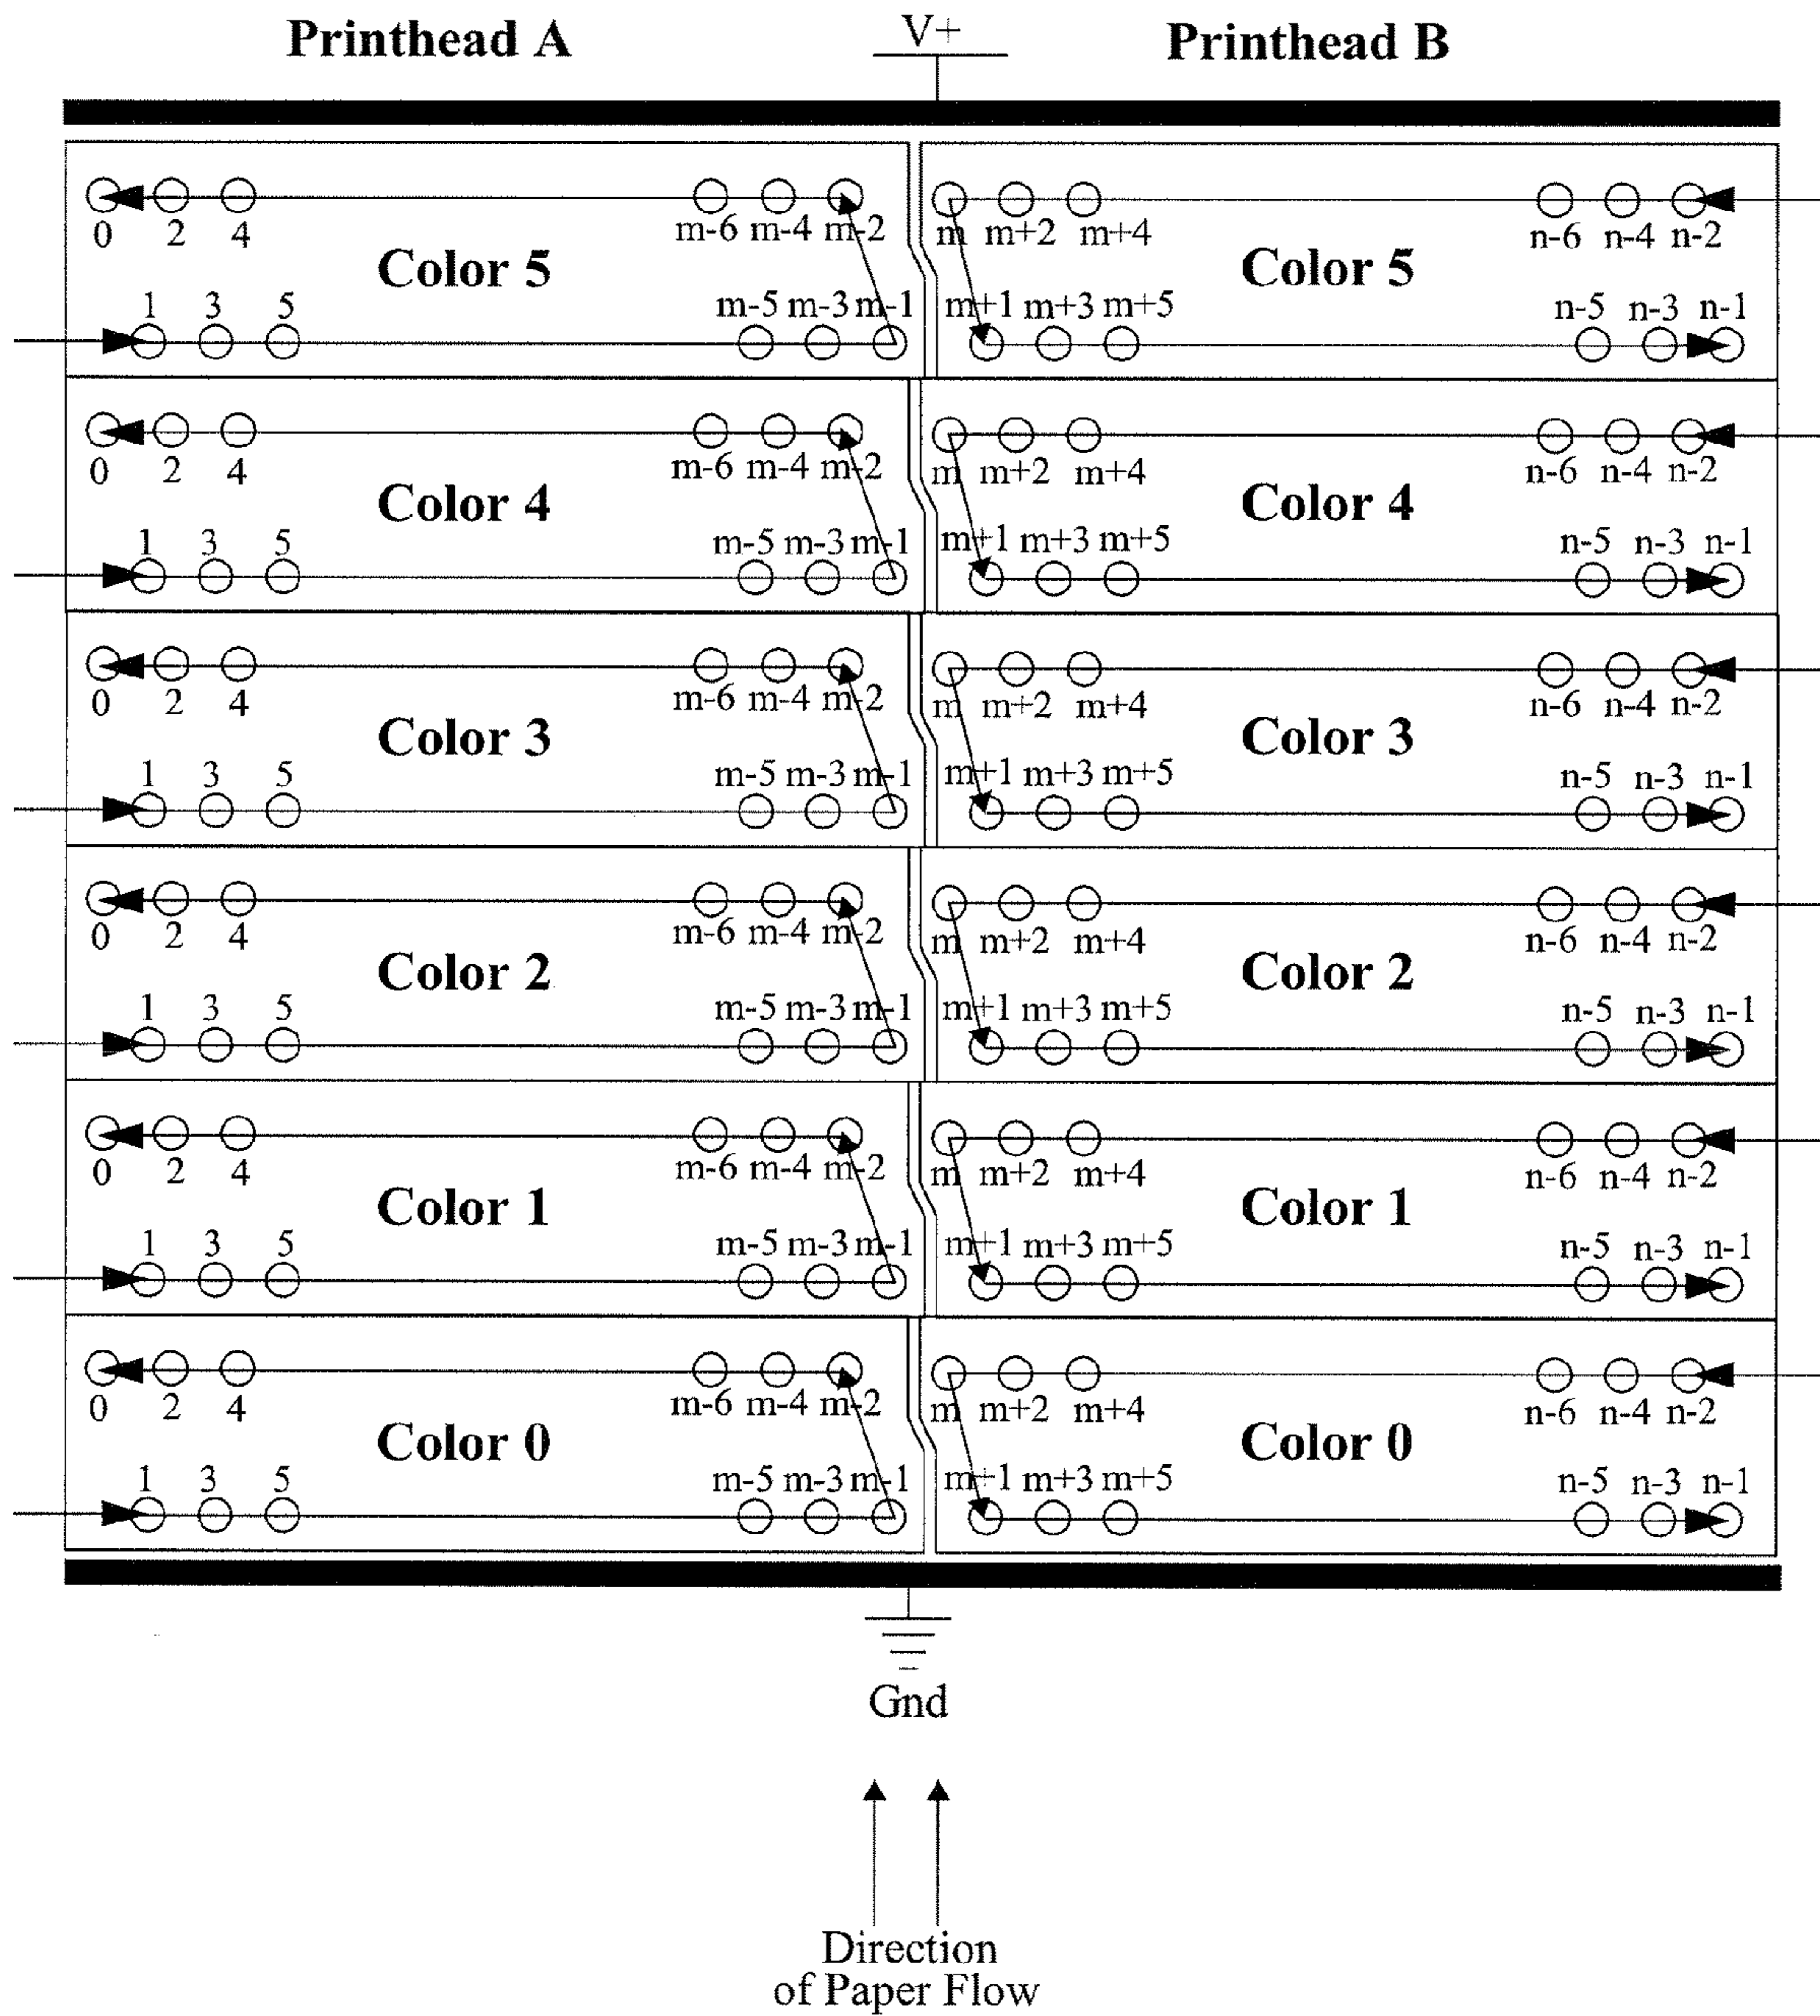 Printhead A V+ Printhead B
0 2 4 m-6 m-4 m-2 m m+2 m+4 n-6 n-4 n-2
Color 5 Color 5
1 3 5 m-5 m-3 m-1 m+1 m+3 m+5 n-5 n-3 n-1
0 2 4 m-6 m-4 m-2 m m+2 m+4 n-6 n-4 n-2
Color 4 Color 4
1 3 5 m-5 m-3 m-1 m+1 m+3 m+5 n-5 n-3 n-1
0 2 4 m-6 m-4 m-2 m m+2 m+4 n-6 n-4 n-2
Color 3 Color 3
1 3 5 m-5 m-3 m-1 m+1 m+3 m+5 n-5 n-3 n-1
0 2 4 m-6 m-4 m-2 m m+2 m+4 n-6 n-4 n-2
Color 2 Color 2
1 3 5 m-5 m-3 m-1 m+1 m+3 m+5 n-5 n-3 n-1
0 2 4 m-6 m-4 m-2 m m+2 m+4 n-6 n-4 n-2
Color 1 Color 1
1 3 5 m-5 m-3 m-1 m+1 m+3 m+5 n-5 n-3 n-1
0 2 4 m-6 m-4 m-2 m m+2 m+4 n-6 n-4 n-2
Color 0 Color 0
1 3 5 m-5 m-3 m-1 m+1 m+3 m+5 n-5 n-3 n-1
Gnd
Direction
of Paper Flow